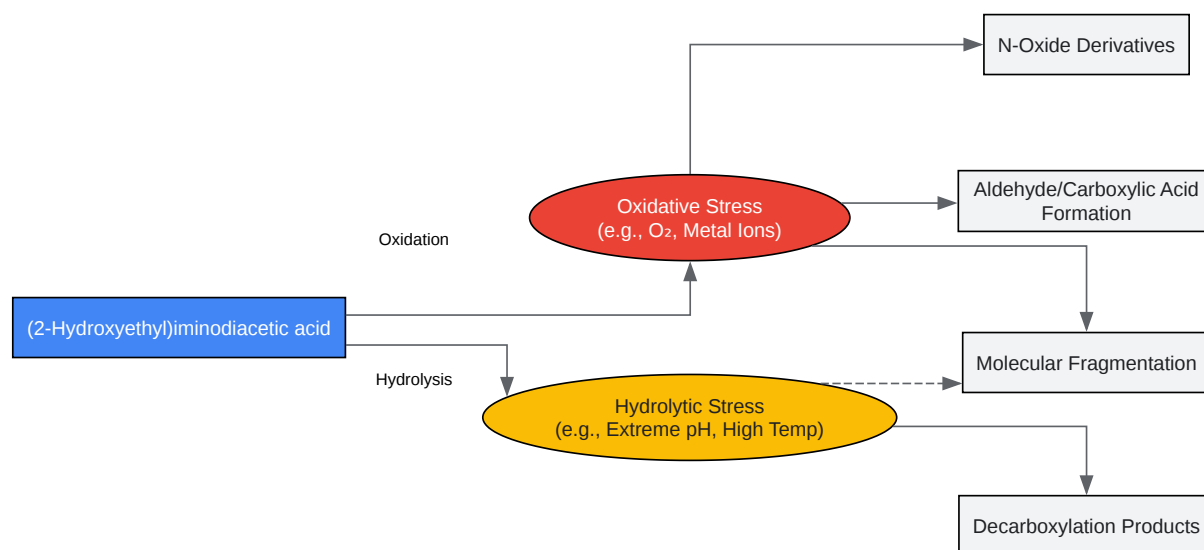 N-Oxide Derivatives
Aldehyde/Carboxylic Acid
Formation
Oxidative Stress
(e.g., O₂, Metal Ions)
Oxidation
(2-Hydroxyethyl)iminodiacetic acid
Molecular Fragmentation
Hydrolysis
Hydrolytic Stress
(e.g., Extreme pH, High Temp)
Decarboxylation Products